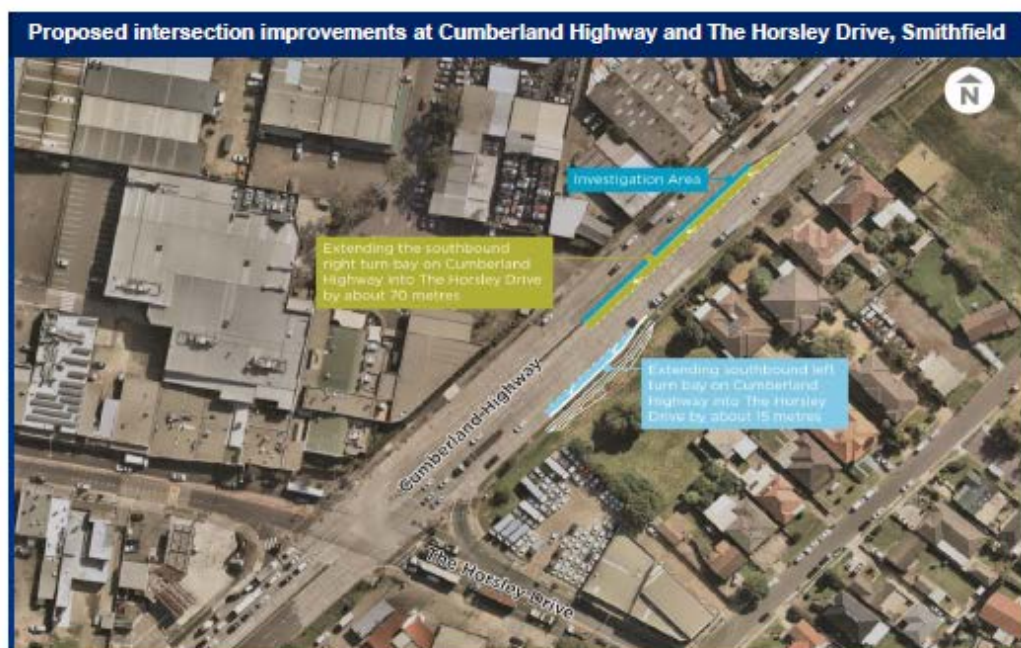 Proposed intersection improvements at Cumberland Highway and The Horsley Drive, Smithfield
N
Investigation Area
Extending the southbound
right turn bay on Cumberland
Highway into The Horsley Drive
by about 70 metres
Extending southbound left
turn bay on Cumberland
Highway into The Horsley
Drive by about 15 metres
Cumberland Highway
The Horsley Drive